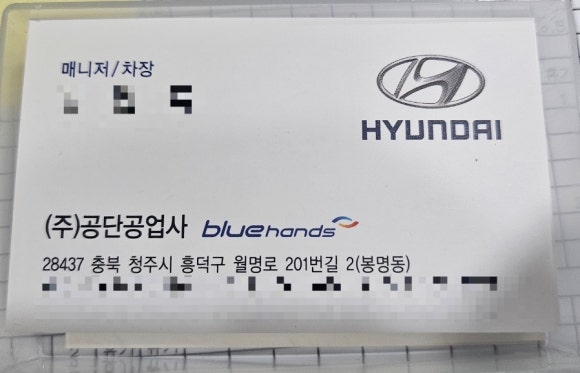 매니저/차장
HYUNDAI
(주)공단공업사 bluehands
28437 충북 청주시 흥덕구 월명로 201번길 2(봉명동)